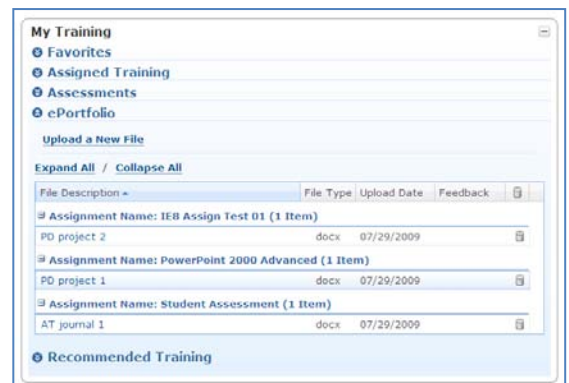 My Training
Favorites
Assigned Training
Assessments
ePortfolio
Upload a New File
Expand All / Collapse All
File Description File Type Upload Date Feedback
Assignment Name: IE8 Assign Test 01 (1 Item)
PD project 2 docx 07/29/2009
Assignment Name: PowerPoint 2000 Advanced (1 Item)
PD project 1 docx 07/29/2009
Assignment Name: Student Assessment (1 Item)
AT journal 1 docx 07/29/2009
Recommended Training